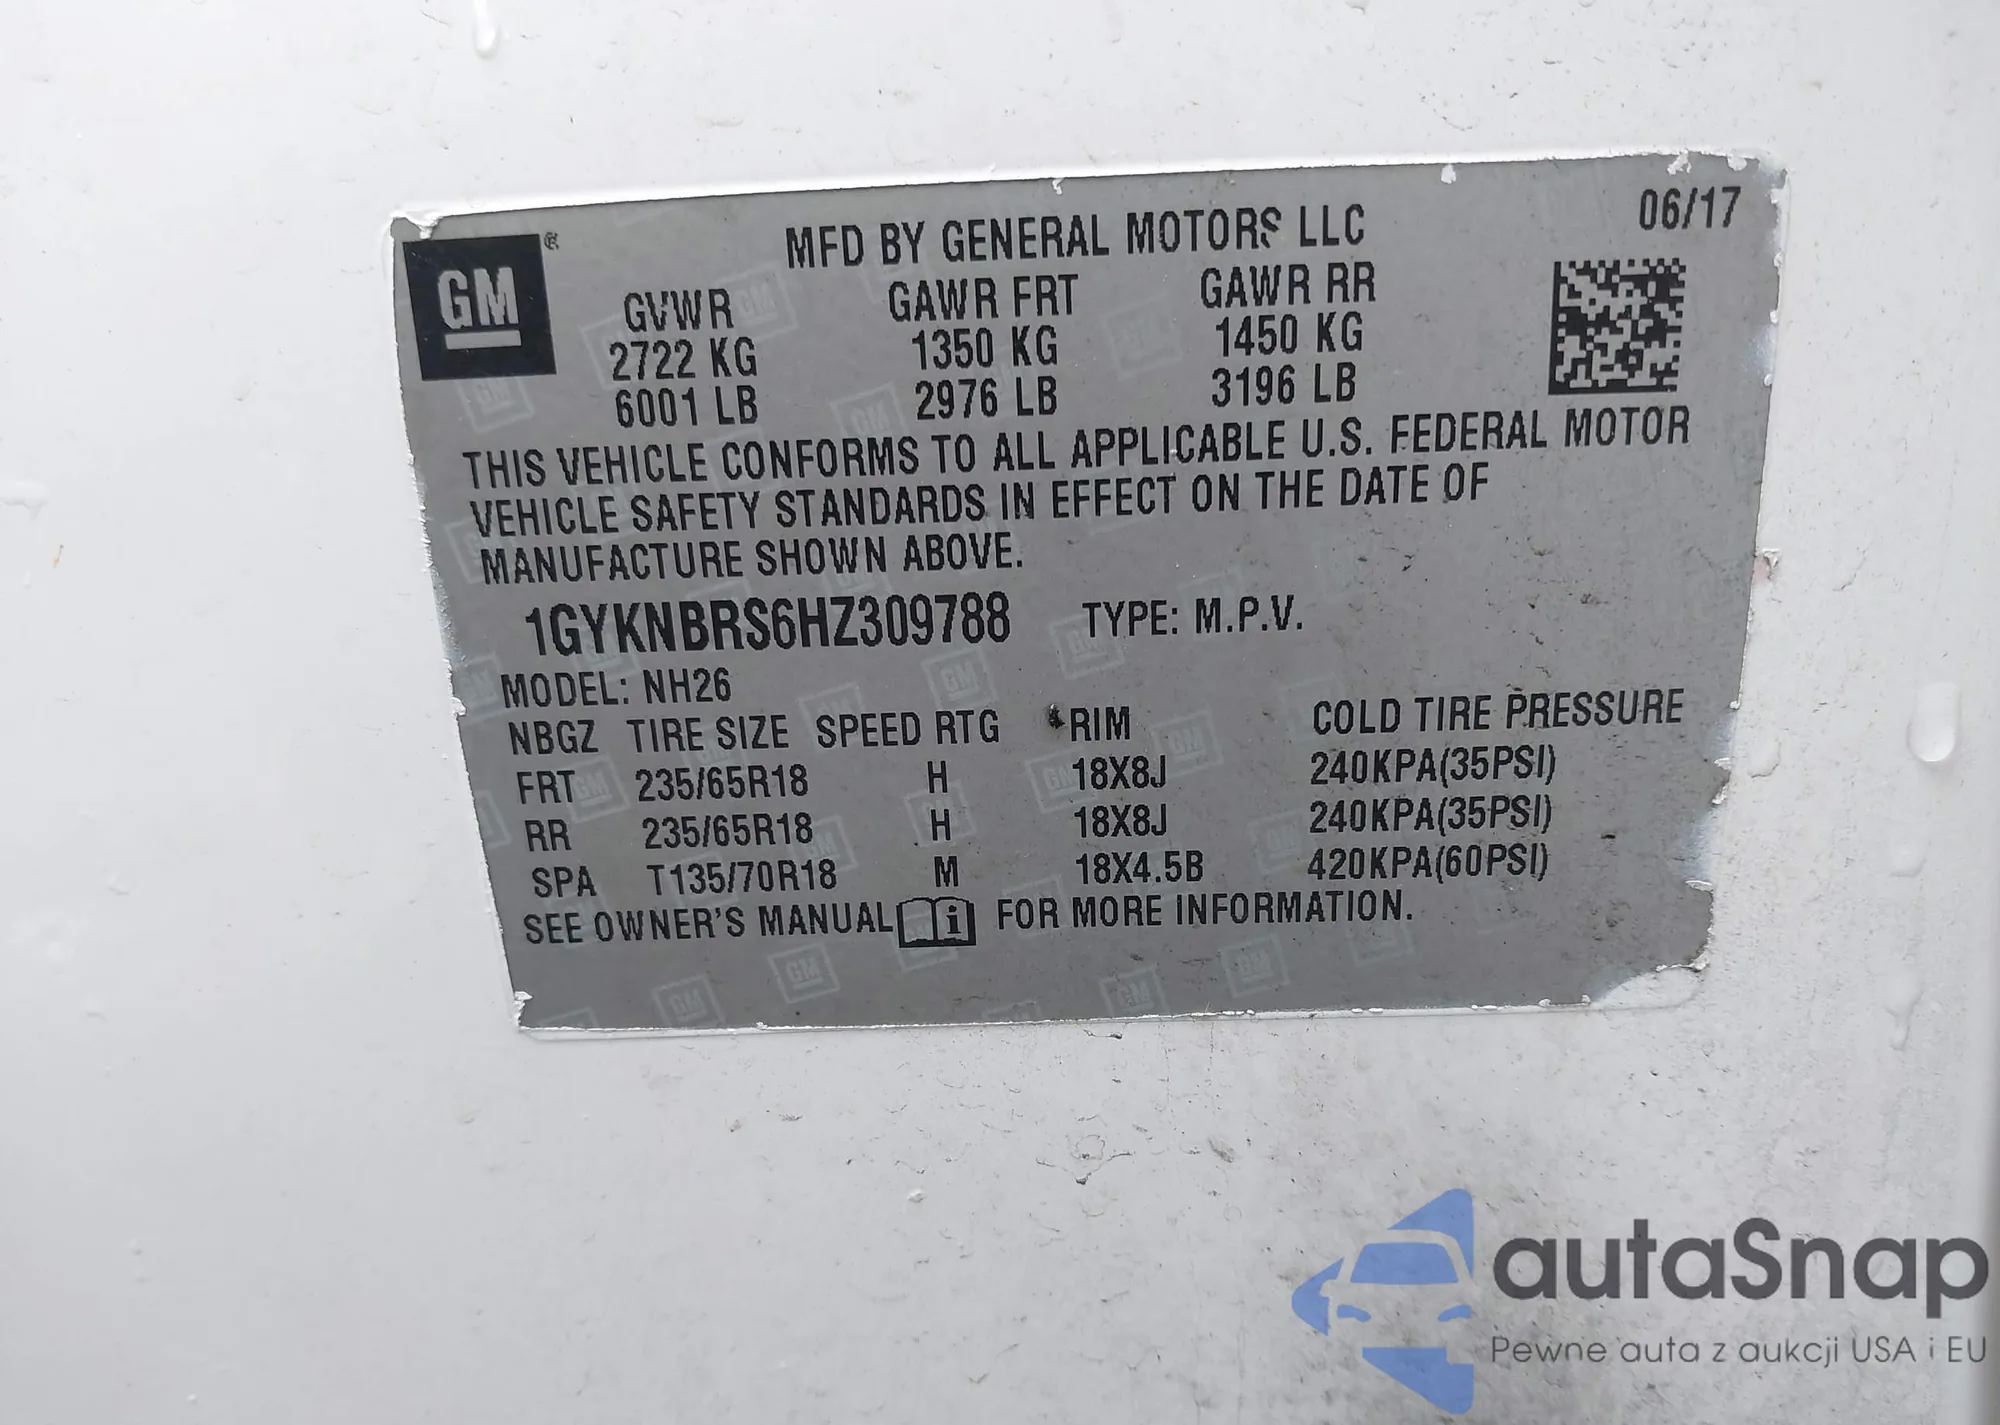 06/17
MFD BY GENERAL MOTORS LLC
GM ®
GVWR GAWR FRT GAWR RR
2722 KG 1350 KG 1450 KG
6001 LB 2976 LB 3196 LB
THIS VEHICLE CONFORMS TO ALL APPLICABLE U.S. FEDERAL MOTOR
VEHICLE SAFETY STANDARDS IN EFFECT ON THE DATE OF
MANUFACTURE SHOWN ABOVE.
1GYKNBRS6HZ309788 TYPE: M.P.V.
MODEL: NH26
NBGZ TIRE SIZE SPEED RTG RIM COLD TIRE PRESSURE
FRT 235/65R18 H 18X8J 240KPA(35PSI)
RR 235/65R18 H 18X8J 240KPA(35PSI)
SPA T135/70R18 M 18X4.5B 420KPA(60PSI)
SEE OWNER'S MANUAL i FOR MORE INFORMATION.
autaSnap
Pewne auta z aukcji USA i EU